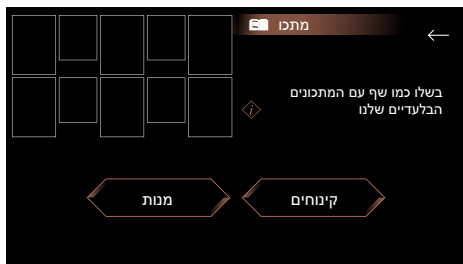 מתכו
בשלו כמו שף עם המתכונים
הבלעדיים שלנו
קינוחים
מנות